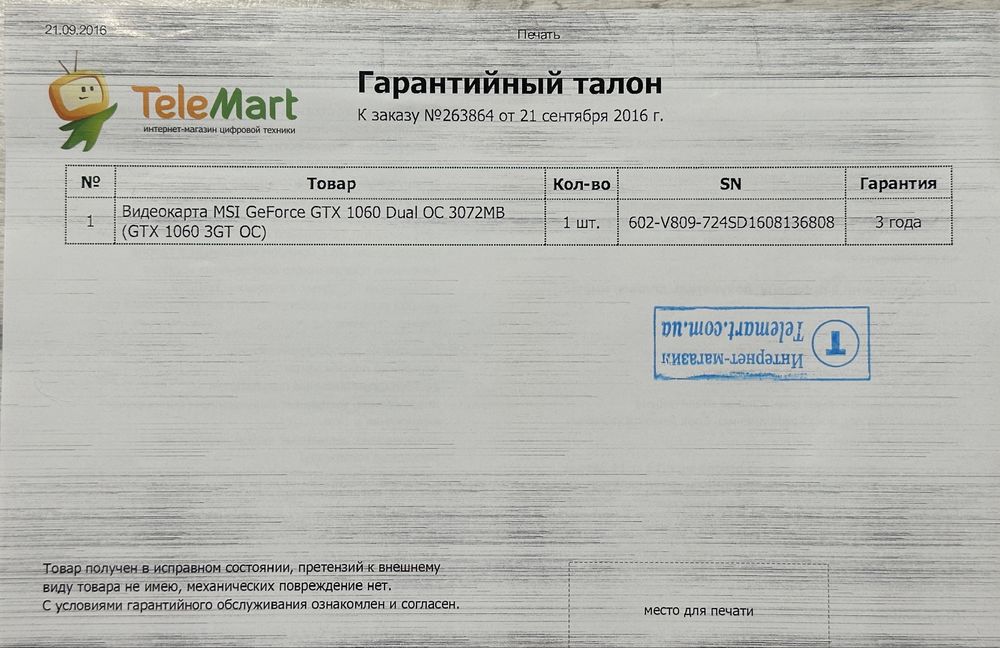 21.09.2016
Печать
TeleMart
интернет-магазин цифровой техники
Гарантийный талон
К заказу №263864 от 21 сентября 2016 г.
№ Товар Кол-во SN Гарантия
1 Видеокарта MSI GeForce GTX 1060 Dual OC 3072MB (GTX 1060 3GT OC) 1 шт. 602-V809-724SD1608136808 3 года
Интернет-магазин
Telemart.com.ua
Товар получен в исправном состоянии, претензий к внешнему
виду товара не имею, механических повреждение нет.
С условиями гарантийного обслуживания ознакомлен и согласен.
место для печати